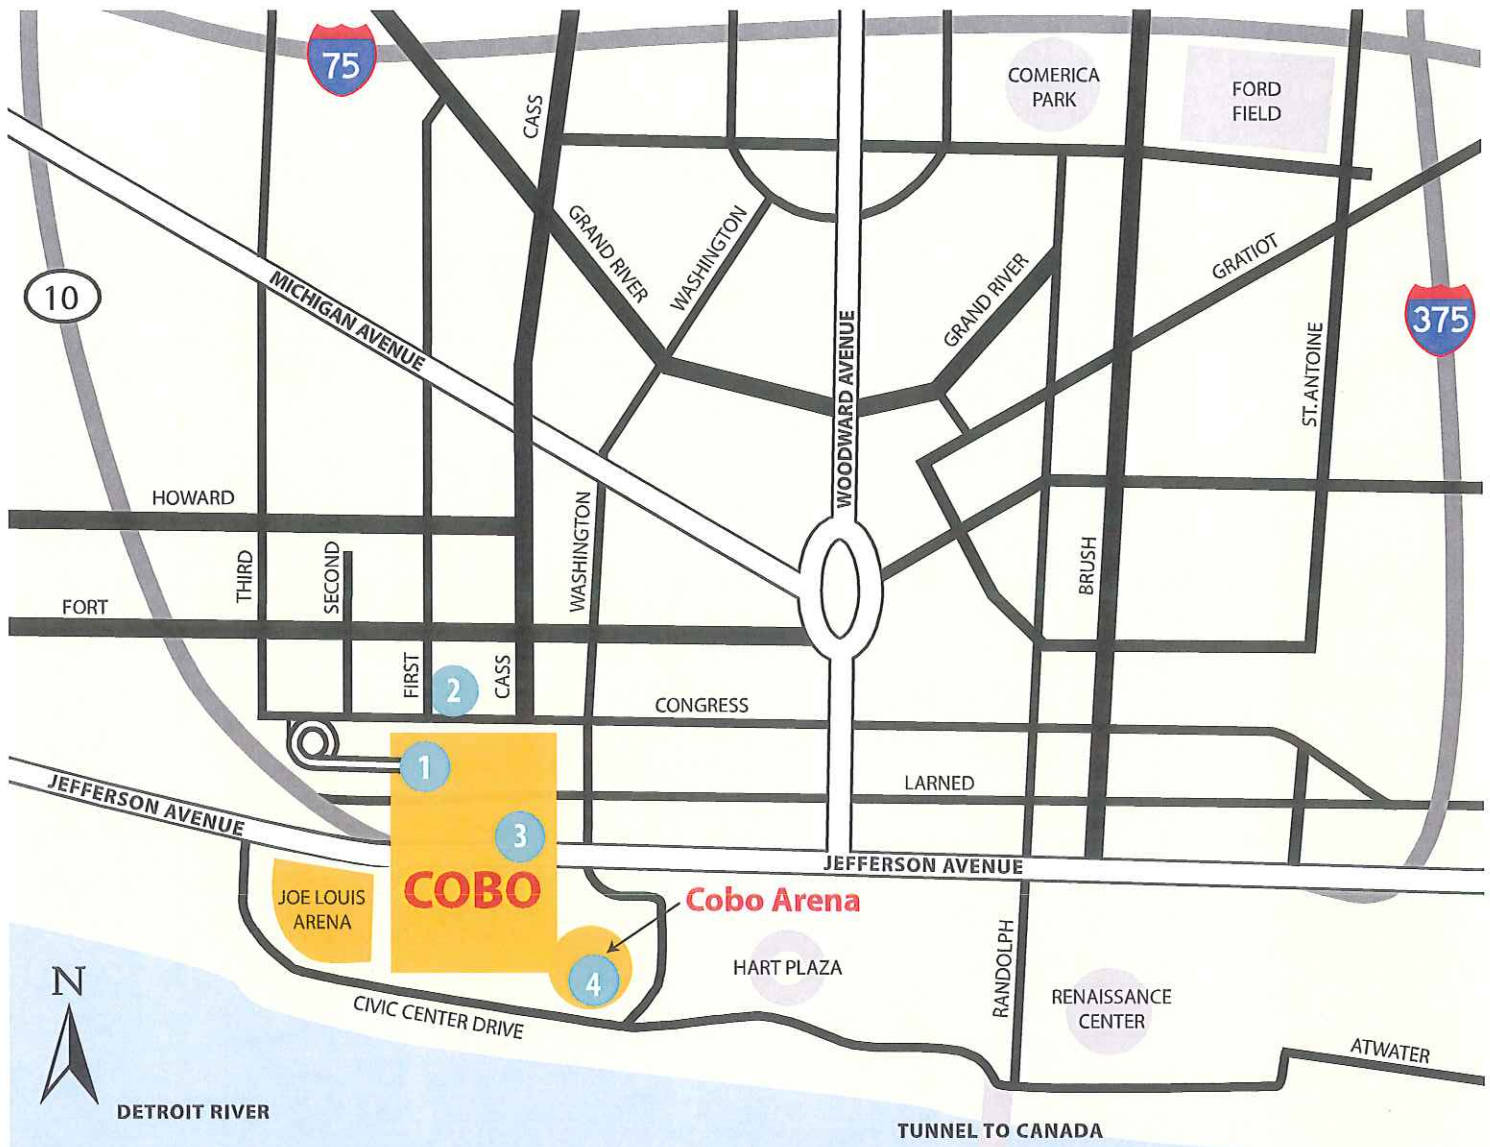 75
CASS
COMERICA
PARK
FORD
FIELD
GRAND RIVER
WASHINGTON
GRAND RIVER
GRATIOT
10
MICHIGAN AVENUE
WOODWARD AVENUE
375
ST. ANTOINE
HOWARD
THIRD
SECOND
WASHINGTON
BRUSH
FORT
FIRST
2
CASS
CONGRESS
1
LARNED
JEFFERSON AVENUE
3
JEFFERSON AVENUE
COBO
JOE LOUIS
ARENA
Cobo Arena
4
HART PLAZA
RANDOLPH
RENAISSANCE
CENTER
N
CIVIC CENTER DRIVE
ATWATER
DETROIT RIVER
TUNNEL TO CANADA